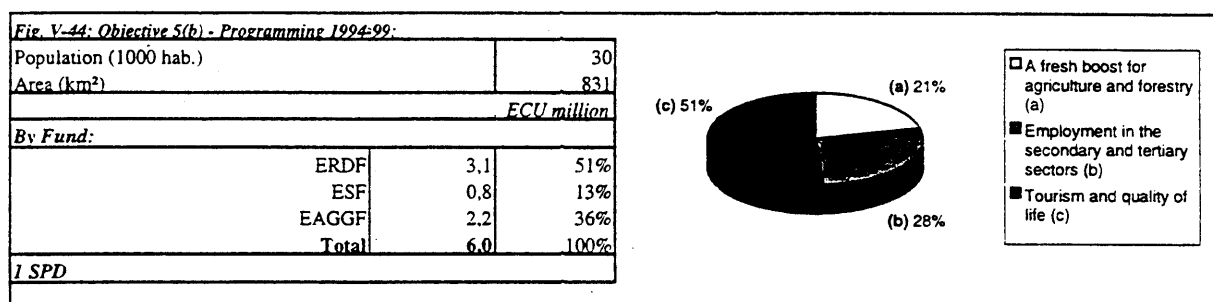 Fig. V-44: Objective 5(b) - Programming 1994-99:
Population (1000 hab.) 30
Area (km²) 831
ECU million
By Fund:
ERDF 3,1 51%
ESF 0,8 13%
EAGGF 2,2 36%
Total 6,0 100%
1 SPD
(a) 21%
(c) 51%
(b) 28%
A fresh boost for
agriculture and forestry
(a)
Employment in the
secondary and tertiary
sectors (b)
Tourism and quality of
life (c)